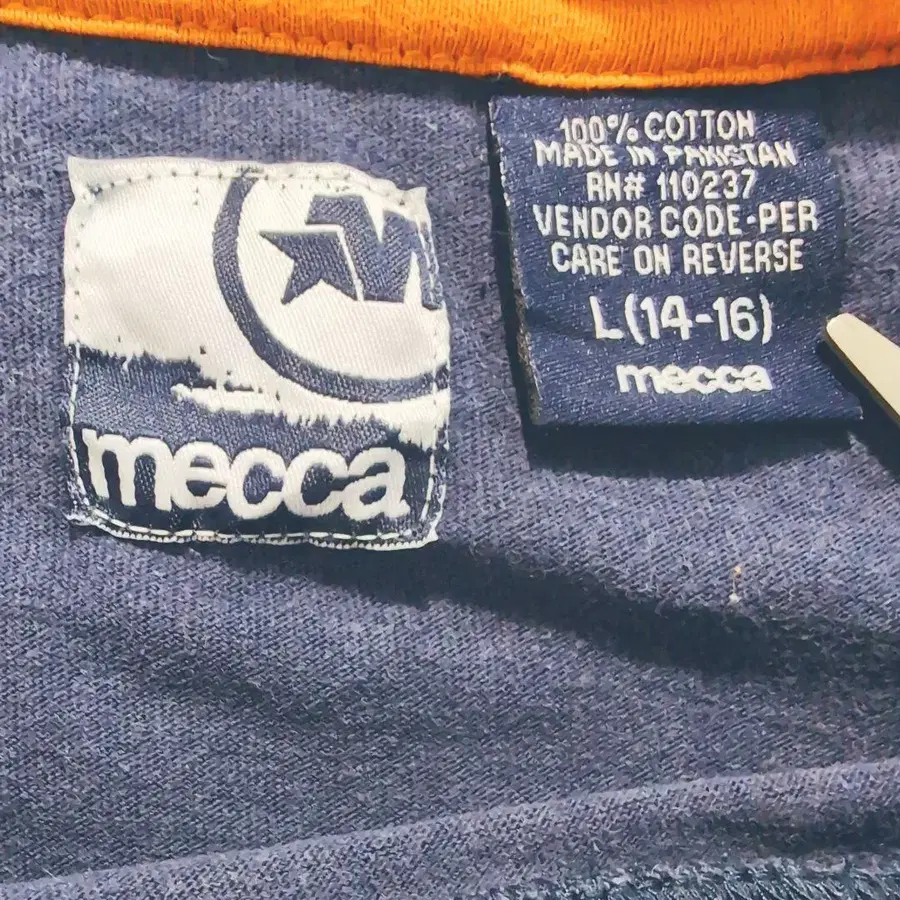 mecca
100% COTTON
MADE IN PAKISTAN
RN# 110237
VENDOR CODE-PER
CARE ON REVERSE
L(14-16)
mecca